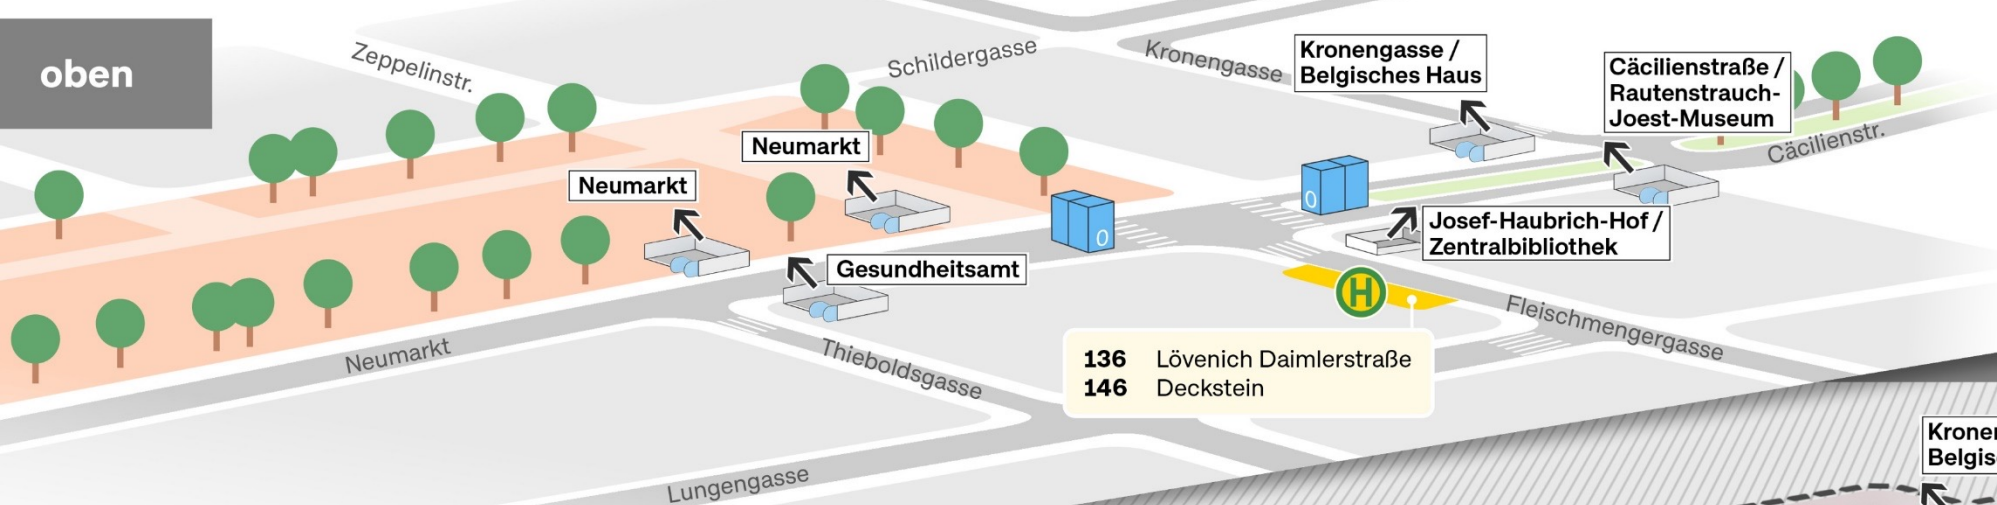 oben
Zeppelinstr.
Schildergasse
Kronengasse
Kronengasse /
Belgisches Haus
Cäcilienstraße /
Rautenstrauch-
Joest-Museum
Cäcilienstr.
Neumarkt
Neumarkt
0
0
Josef-Haubrich-Hof /
Zentralbibliothek
Gesundheitsamt
H
Fleischmengergasse
Neumarkt
Thieboldsgasse
136 Lövenich Daimlerstraße
146 Deckstein
Lungengasse